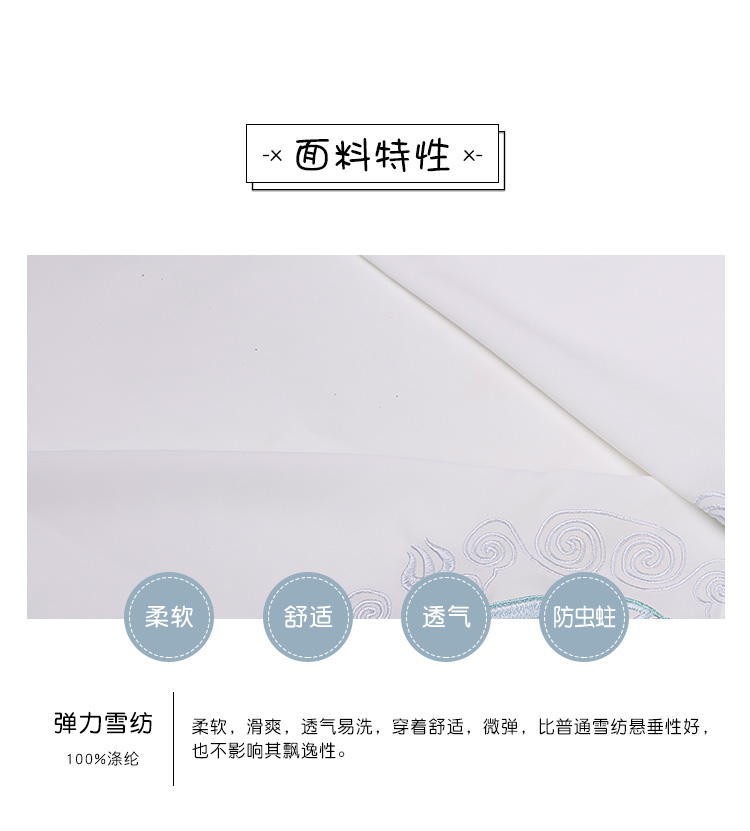 -x 面料特性 x-
柔软
舒适
透气
防虫蛀
弹力雪纺
100%涤纶
柔软，滑爽，透气易洗，穿着舒适，微弹，比普通雪纺悬垂性好，
也不影响其飘逸性。